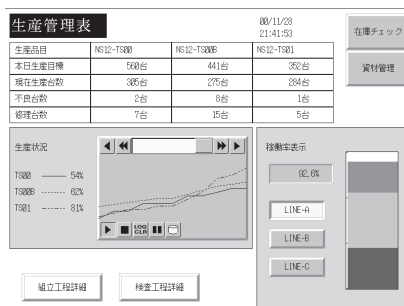 生産管理表
00/11/28
21:41:53
在庫チェック
資材管理
生産品目 NS12-TS00 NS12-TS00B NS12-TS01
本日生産目標 560台 441台 352台
現在生産台数 305台 275台 284台
不良台数 2台 8台 1台
修理台数 7台 15台 5台
生産状況
TS00 54%
TS00B 62%
TS01 81%
LOG
CLR
稼働率表示
92.6%
LINE-A
LINE-B
LINE-C
組立工程詳細
検査工程詳細